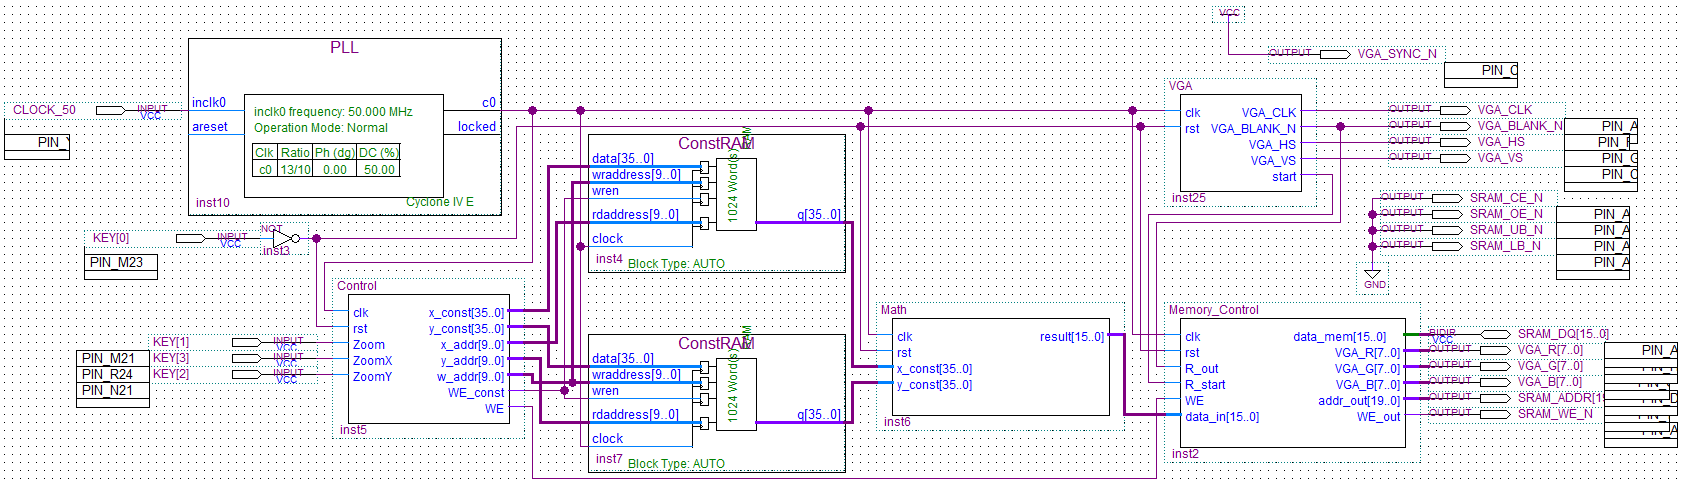 VCC
OUTPUT VGA_SYNC_N
PIN_C
PLL
CLOCK_50 INPUT VCC
PIN_Y
inclk0 c0
areset locked
inclk0 frequency: 50.000 MHz
Operation Mode: Normal
Clk Ratio Ph (dg) DC (%)
c0 13/10 0.00 50.00
inst10 Cyclone IV E
KEY[0] INPUT VCC NOT
inst3
PIN_M23
ConstRAM
data[35..0]
wraddress[9..0]
wren
rdaddress[9..0] q[35..0]
clock
1024 Word(s)
RAM
inst4 Block Type: AUTO
Control
clk x_const[35..0]
rst y_const[35..0]
Zoom x_addr[9..0]
ZoomX y_addr[9..0]
ZoomY w_addr[9..0]
WE_const
WE
inst5
KEY[1] INPUT VCC
KEY[3] INPUT VCC
KEY[2] INPUT VCC
PIN_M21
PIN_R24
PIN_N21
ConstRAM
data[35..0]
wraddress[9..0]
wren
rdaddress[9..0] q[35..0]
clock
1024 Word(s)
RAM
inst7 Block Type: AUTO
Math
clk result[15..0]
rst
x_const[35..0]
y_const[35..0]
inst6
VGA
clk VGA_CLK
rst VGA_BLANK_N
VGA_HS
VGA_VS
start
inst25
OUTPUT VGA_CLK
OUTPUT VGA_BLANK_N
OUTPUT VGA_HS
OUTPUT VGA_VS
PIN_A
PIN_F
PIN_G
PIN_C
OUTPUT SRAM_CE_N
OUTPUT SRAM_OE_N
OUTPUT SRAM_UB_N
OUTPUT SRAM_LB_N
PIN_A
PIN_A
PIN_A
PIN_A
GND
Memory_Control
clk data_mem[15..0]
rst VGA_R[7..0]
R_out VGA_G[7..0]
R_start VGA_B[7..0]
WE addr_out[19..0]
data_in[15..0] WE_out
inst2
BIDIR VCC SRAM_DQ[15..0]
OUTPUT VGA_R[7..0]
OUTPUT VGA_G[7..0]
OUTPUT VGA_B[7..0]
OUTPUT SRAM_ADDR[19
OUTPUT SRAM_WE_N
PIN_A